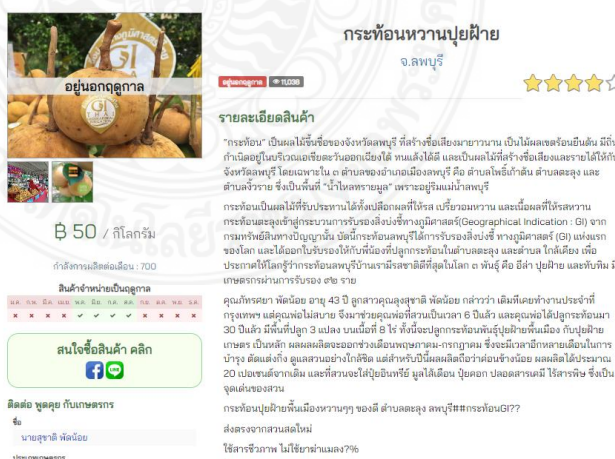 กระท้อนหวานปุยฝ้าย
จ.ลพบุรี
อยู่นอกฤดูกาล
GI
อยู่นอกฤดูกาล 11,038
รายละเอียดสินค้า
"กระท้อน" เป็นผลไม้ขึ้นชื่อของจังหวัดลพบุรี ที่สร้างชื่อเสียงมายาวนาน เป็นไม้ผลเขตร้อนยืนต้น มีถิ่น
กำเนิดอยู่ในบริเวณเอเชียตะวันออกเฉียงใต้ ทนแล้งได้ดี และเป็นผลไม้ที่สร้างชื่อเสียงและรายได้ให้กับ
จังหวัดลพบุรี โดยเฉพาะใน ๓ ตำบลของอำเภอเมืองลพบุรี คือ ตำบลโพธิ์เก้าต้น ตำบลตะลุง และ
ตำบลงิ้วราย ซึ่งเป็นพื้นที่ "น้ำไหลทรายมูล" เพราะอยู่ริมแม่น้ำลพบุรี
กระท้อนเป็นผลไม้ที่รับประทานได้ทั้งเปลือกผลที่ให้รส เปรี้ยวอมหวาน และเนื้อผลที่ให้รสหวาน
กระท้อนตะลุงเข้าสู่กระบวนการรับรองสิ่งบ่งชี้ทางภูมิศาสตร์(Geographical Indication : GI) จาก
กรมทรัพย์สินทางปัญญานั้น บัดนี้กระท้อนลพบุรีได้การรับรองสิ่งบ่งชี้ ทางภูมิศาสตร์ (GI) แห่งแรก
ของโลก และได้ออกใบรับรองให้กับพี่น้องที่ปลูกกระท้อนในตำบลตะลุง และตำบล ใกล้เคียง เพื่อ
ประกาศให้โลกรู้ว่ากระท้อนลพบุรีบ้านเรามีรสชาติดีที่สุดในโลก ๓ พันธุ์ คือ อีล่า ปุยฝ้าย และทับทิม มี
เกษตรกรผ่านการรับรอง ๙๒ ราย
คุณภัทรศยา พัดน้อย อายุ 43 ปี ลูกสาวคุณลุงสุชาติ พัดน้อย กล่าวว่า เดิมทีเคยทำงานประจำที่
กรุงเทพฯ แต่คุณพ่อไม่สบาย จึงมาช่วยคุณพ่อที่สวนเป็นเวลา 6 ปีแล้ว และคุณพ่อได้ปลูกกระท้อนมา
30 ปีแล้ว มีพื้นที่ปลูก 3 แปลง บนเนื้อที่ 8 ไร่ ทั้งนี้จะปลูกกระท้อนพันธุ์ปุยฝ้ายพื้นเมือง กับปุยฝ้าย
เกษตร เป็นหลัก ผลผลผลิตจะออกช่วงเดือนพฤษภาคม-กรกฎาคม ซึ่งจะมีเวลาอีกหลายเดือนในการ
บำรุง ตัดแต่งกิ่ง ดูแลสวนอย่างใกล้ชิด แต่สำหรับปีนี้ผลผลิตถือว่าค่อนข้างน้อย ผลผลิตได้ประมาณ
20 เปอเซนต์จากเดิม และที่สวนจะใส่ปุ๋ยอินทรีย์ มูลไส้เดือน ปุ๋ยคอก ปลอดสารเคมี ไร้สารพิษ ซึ่งเป็น
จุดเด่นของสวน
กระท้อนปุยฝ้ายพื้นเมืองหวานๆๆ ของดี ตำบลตะลุง ลพบุรี##กระท้อนGI??
ส่งตรงจากสวนสดใหม่
ใช้สารชีวภาพ ไม่ใช้ยาฆ่าแมลง?%
฿ 50 / กิโลกรัม
กำลังการผลิตต่อเดือน : 700
สินค้าจำหน่ายเป็นฤดูกาล
ม.ค. ก.พ. มี.ค. เม.ย. พ.ค. มิ.ย. ก.ค. ส.ค. ก.ย. ต.ค. พ.ย. ธ.ค.
สนใจซื้อสินค้า คลิก
ติดต่อ พูดคุย กับเกษตรกร
ชื่อ
นายสุชาติ พัดน้อย
ประเภทเกษตรกร